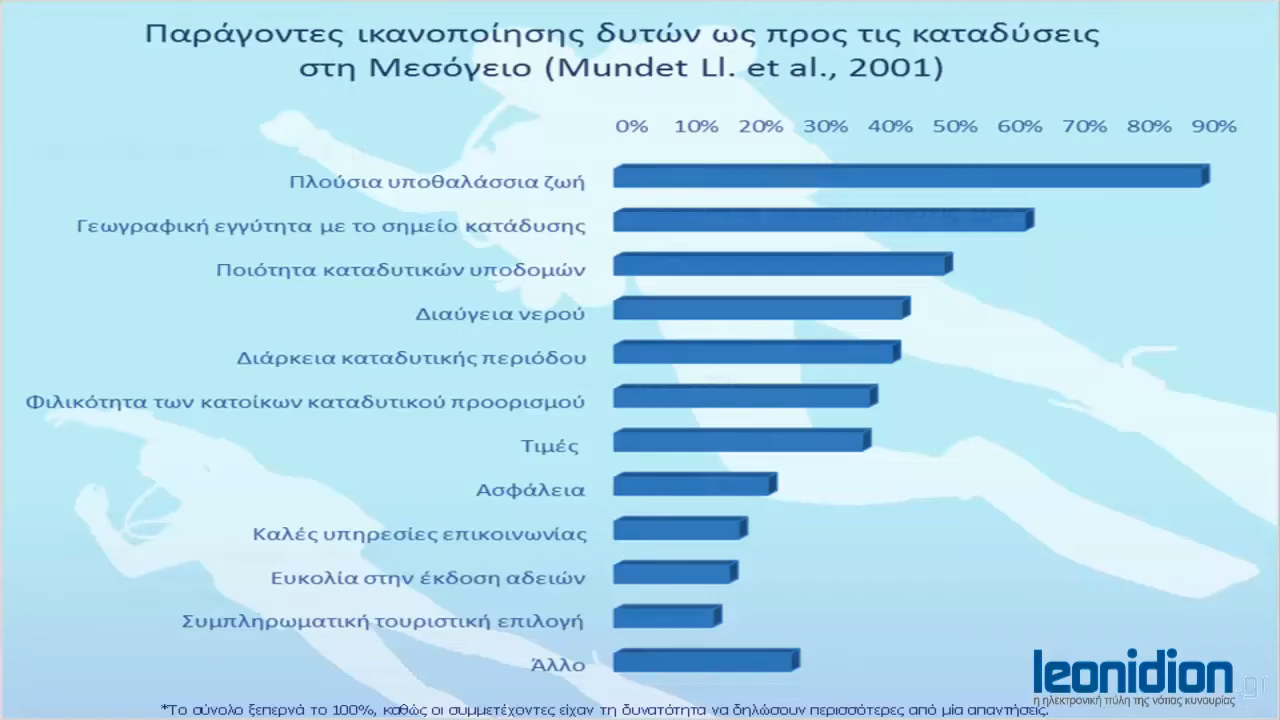 Παράγοντες ικανοποίησης δυτών ως προς τις καταδύσεις
στη Μεσόγειο (Mundet Ll. et al., 2001)
0% 10% 20% 30% 40% 50% 60% 70% 80% 90%
Πλούσια υποθαλάσσια ζωή
Γεωγραφική εγγύτητα με το σημείο κατάδυσης
Ποιότητα καταδυτικών υποδομών
Διαύγεια νερού
Διάρκεια καταδυτικής περιόδου
Φιλικότητα των κατοίκων καταδυτικού προορισμού
Τιμές
Ασφάλεια
Καλές υπηρεσίες επικοινωνίας
Ευκολία στην έκδοση αδειών
Συμπληρωματική τουριστική επιλογή
Άλλο
leonidion.gr
η ηλεκτρονική πύλη της νότιας κυνουρίας
*Το σύνολο ξεπερνά το 100%, καθώς οι συμμετέχοντες είχαν τη δυνατότητα να δηλώσουν περισσότερες από μία απαντήσεις.